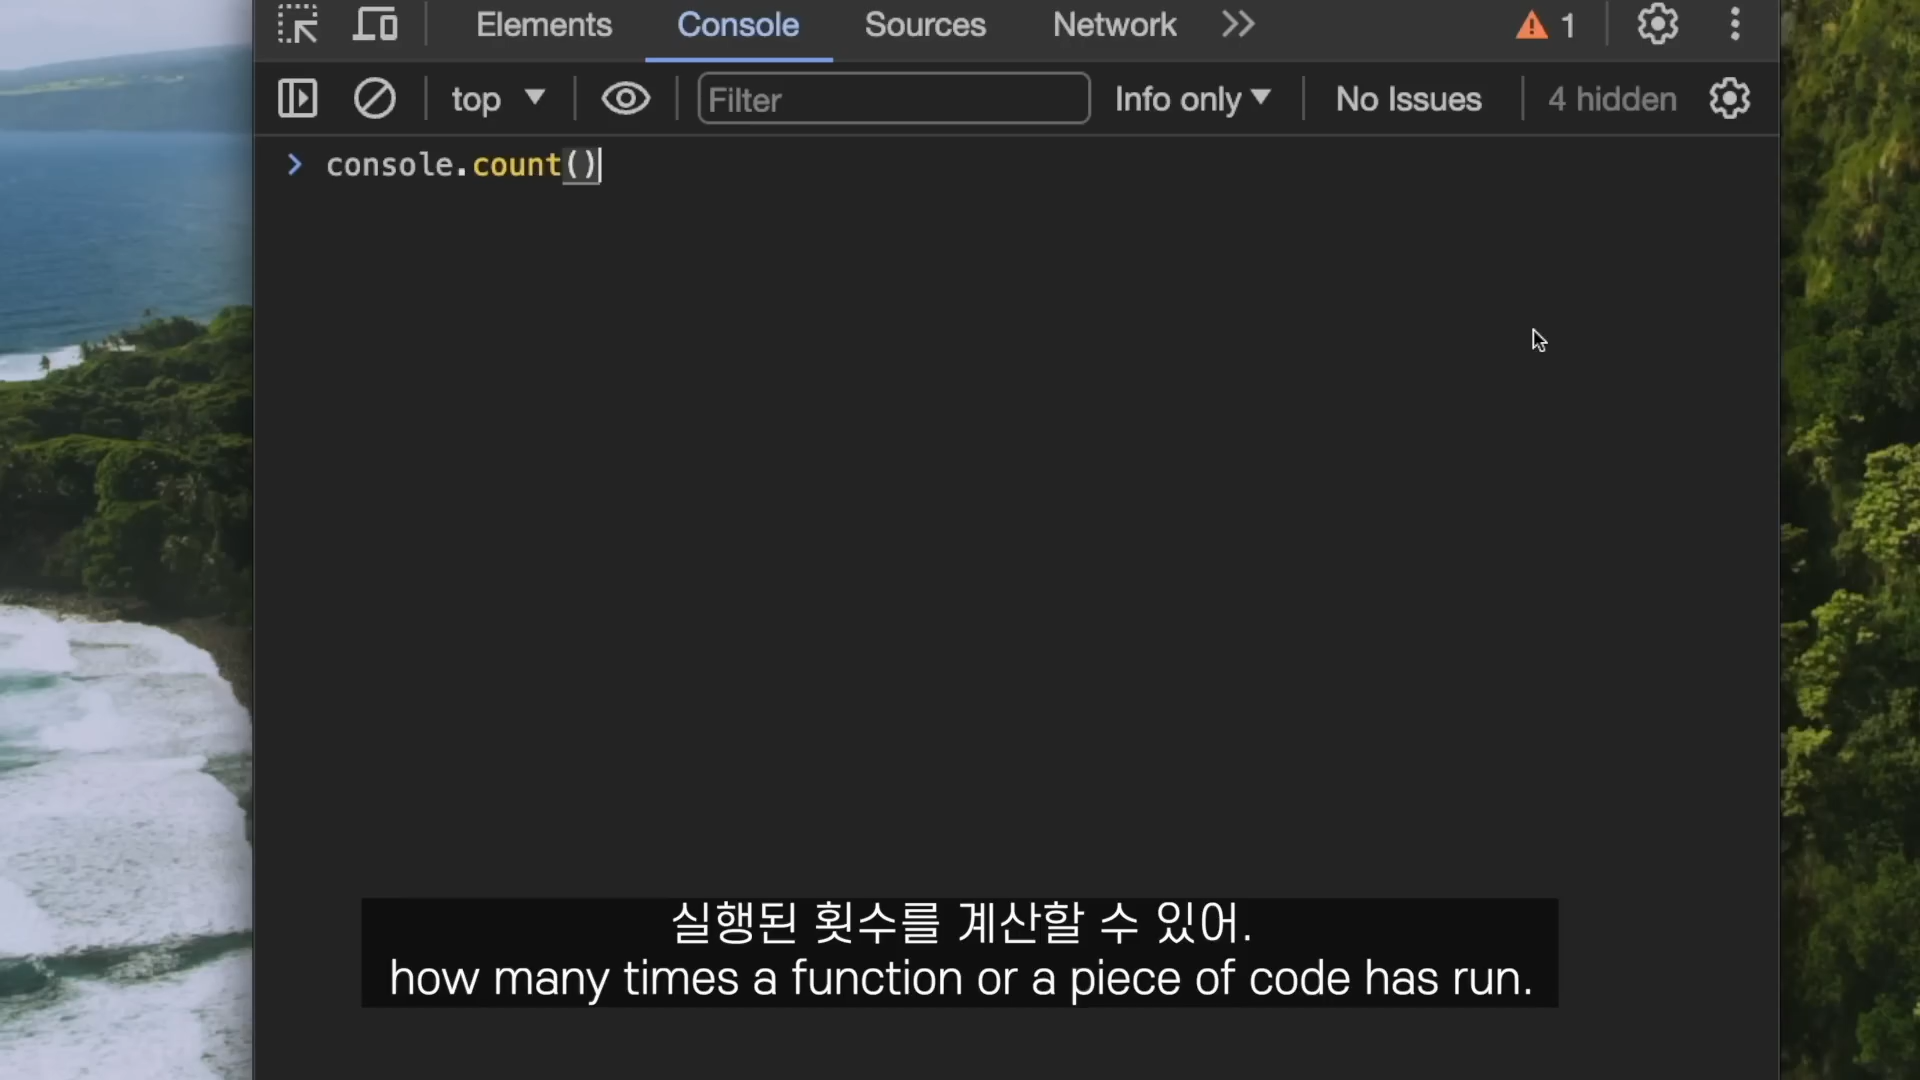 Elements Console Sources Network 1
top Filter Info only No Issues 4 hidden
console.count()
실행된 횟수를 계산할 수 있어.
how many times a function or a piece of code has run.